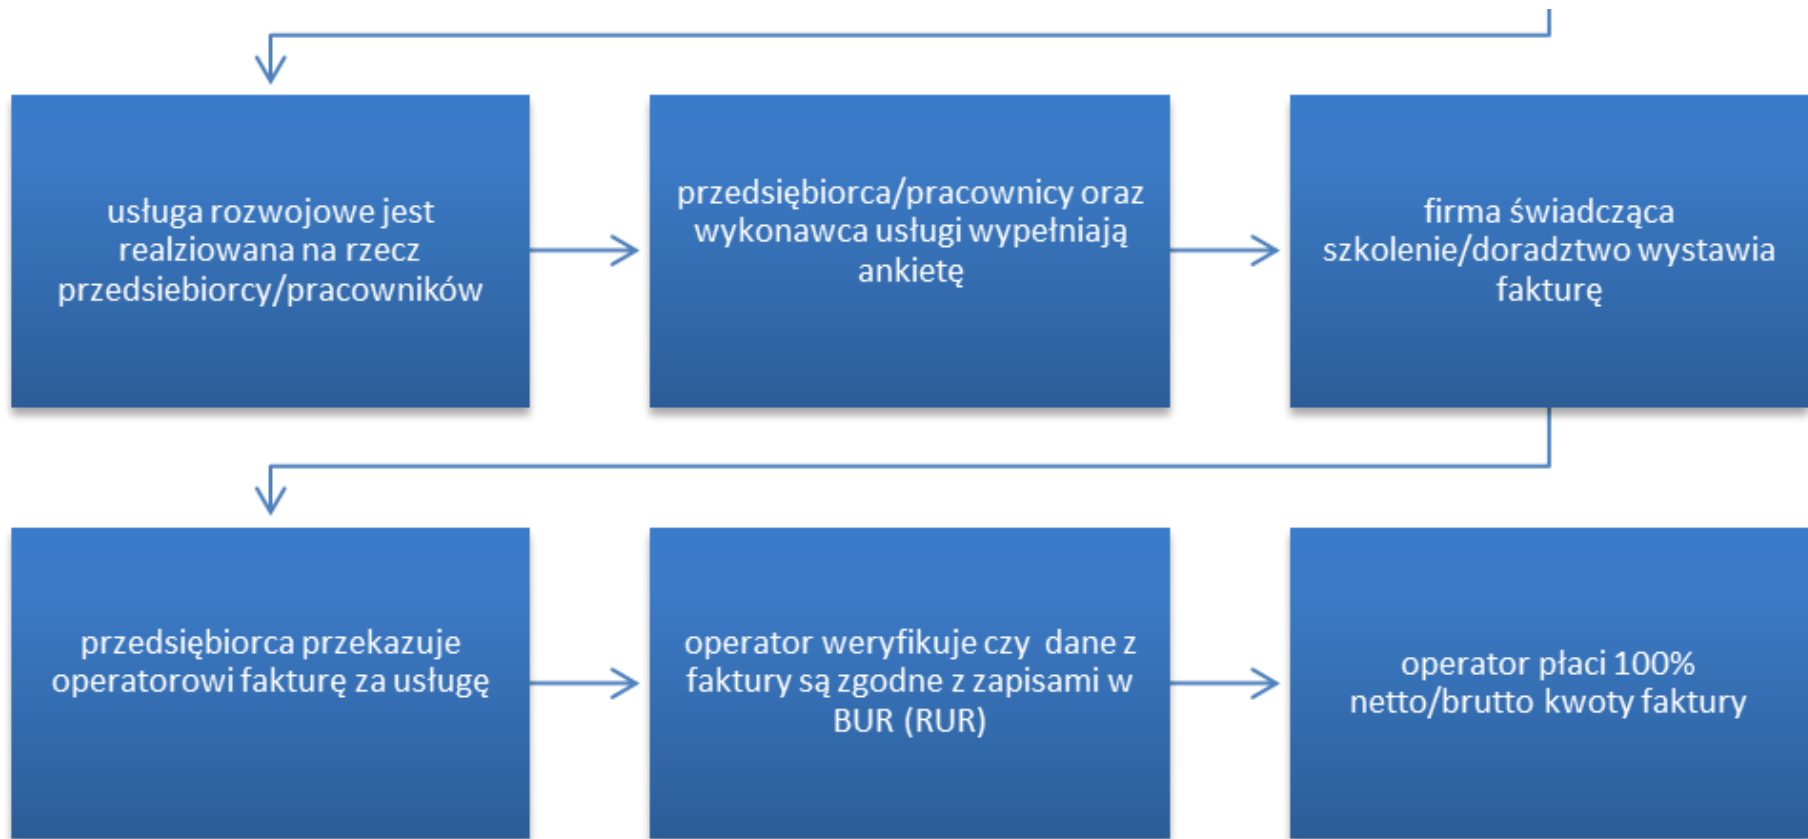 usługa rozwojowe jest
realziowana na rzecz
przedsiebiorcy/pracowników
przedsiębiorca/pracownicy oraz
wykonawca usługi wypełniają
ankietę
firma świadcząca
szkolenie/doradztwo wystawia
fakturę
przedsiębiorca przekazuje
operatorowi fakturę za usługę
operator weryfikuje czy dane z
faktury są zgodne z zapisami w
BUR (RUR)
operator płaci 100%
netto/brutto kwoty faktury